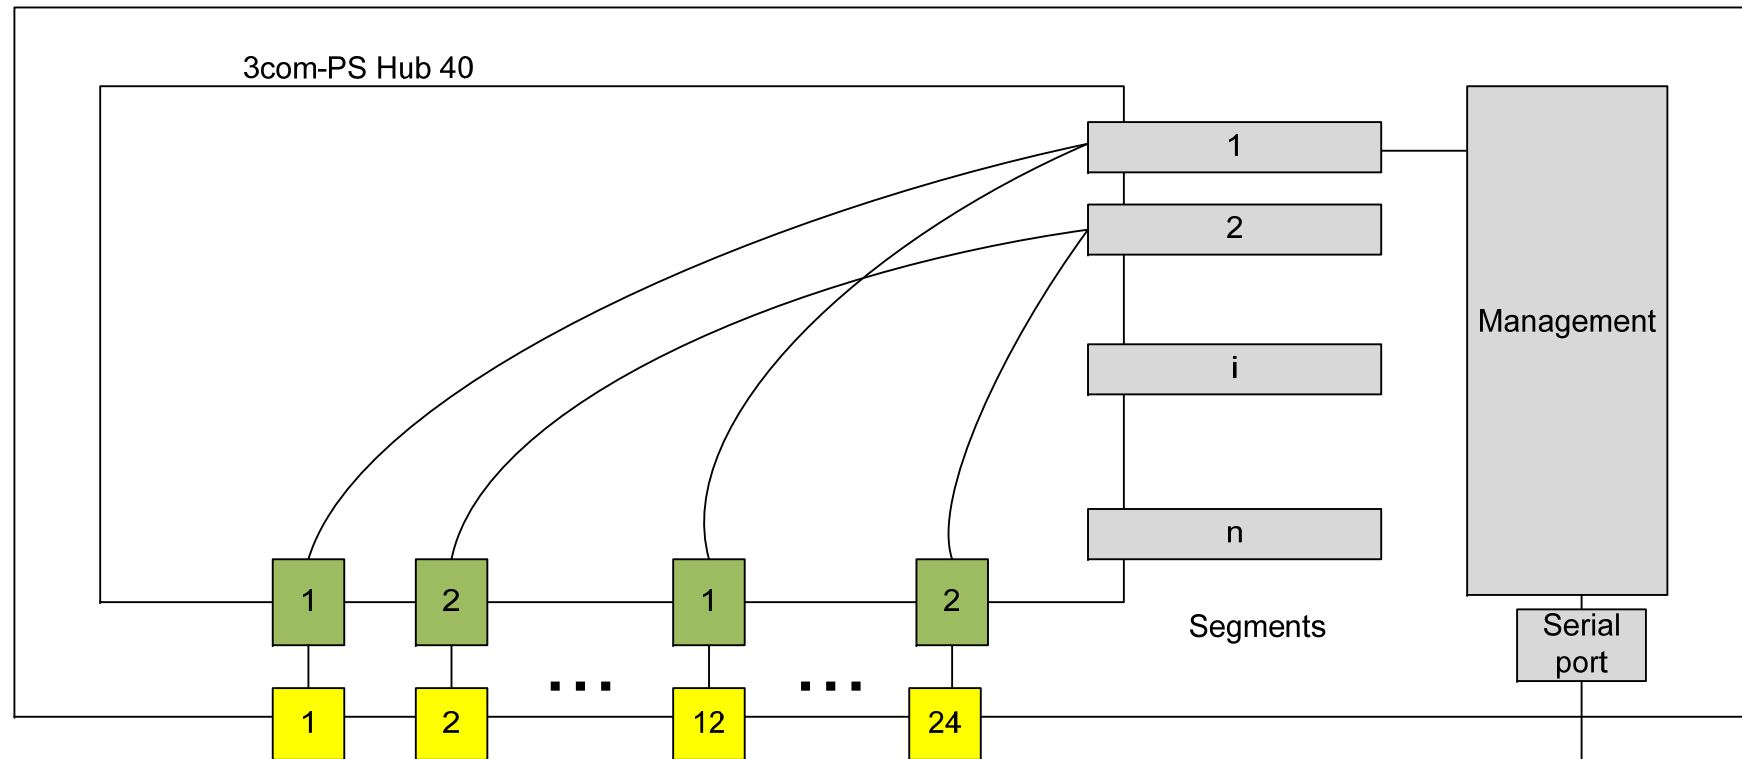 3com-PS Hub 40
1
2
i
n
Management
Segments
Serial
port
1 2 1 2
... ...
1 2 12 24